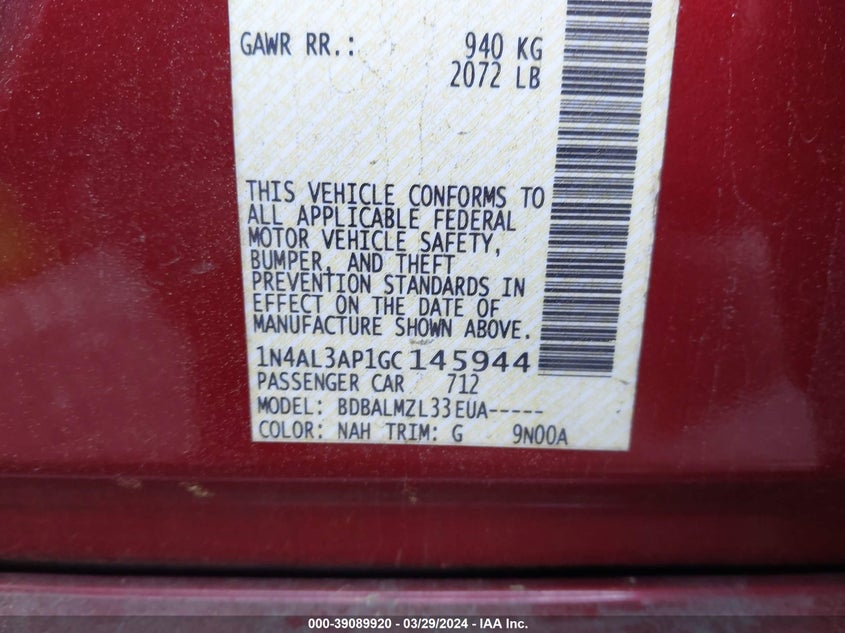 GAWR RR.: 940 KG
2072 LB
THIS VEHICLE CONFORMS TO
ALL APPLICABLE FEDERAL
MOTOR VEHICLE SAFETY,
BUMPER, AND THEFT
PREVENTION STANDARDS IN
EFFECT ON THE DATE OF
MANUFACTURE SHOWN ABOVE.
1N4AL3AP1GC145944
PASSENGER CAR 712
MODEL: BDBALMZL33EUA-----
COLOR: NAH TRIM: G 9N00A
000-39089920 - 03/29/2024 - IAA Inc.